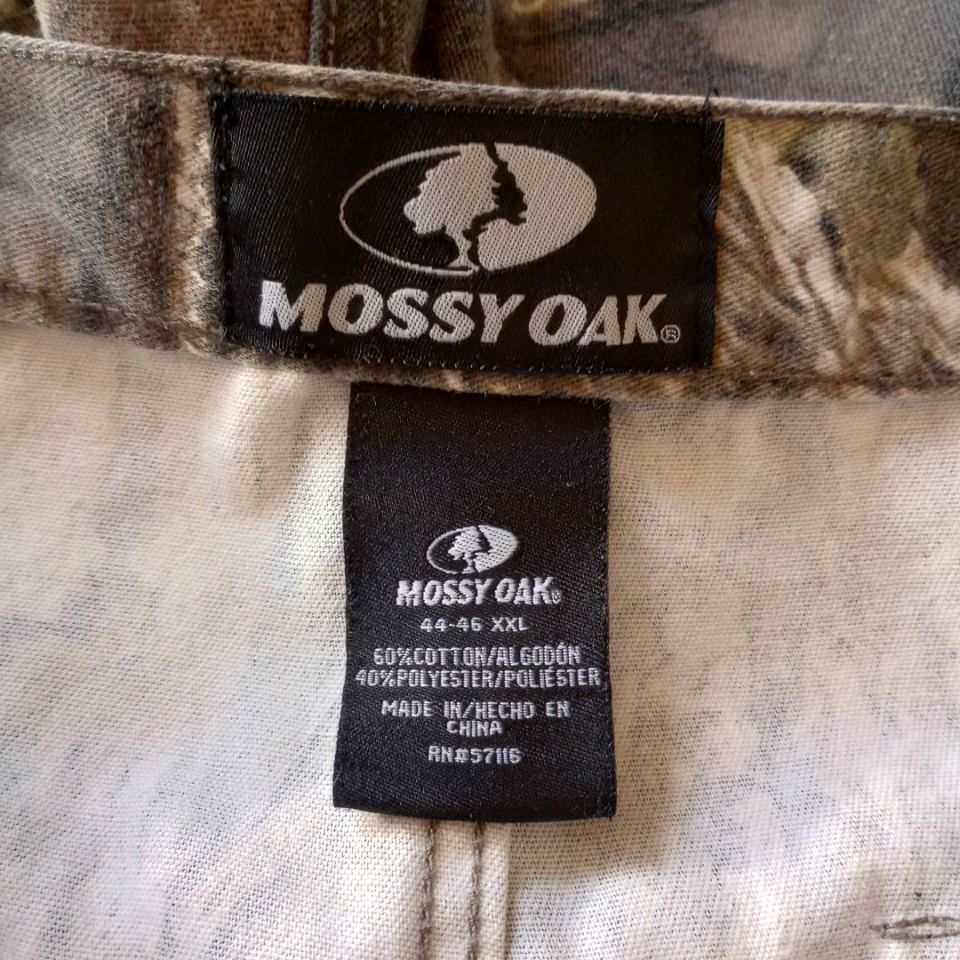 MOSSY OAK®
MOSSY OAK®
44-46 XXL
60%COTTON/ALGODÓN
40%POLYESTER/POLIÉSTER
MADE IN/HECHO EN
CHINA
RN#57116